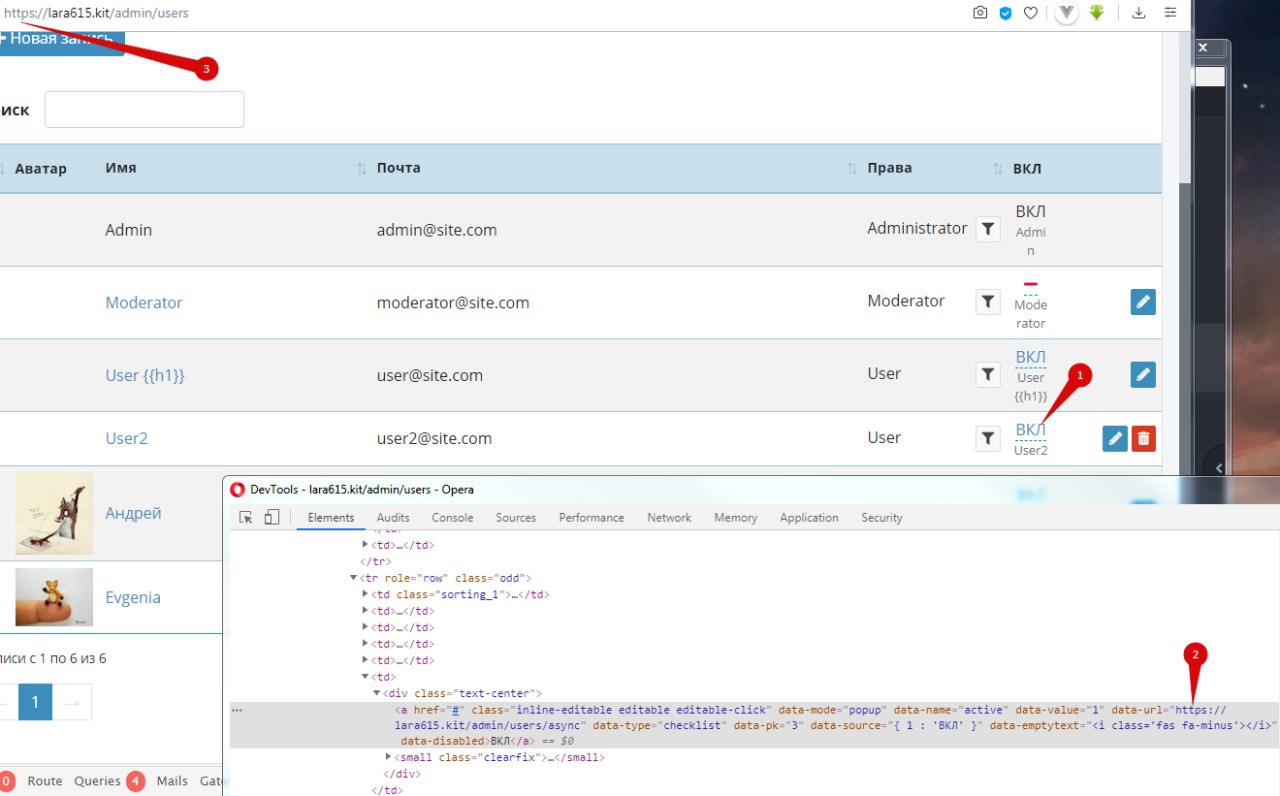 https://lara615.kit/admin/users
+ Новая запись
3
иск
Аватар Имя Почта Права ВКЛ
Admin admin@site.com Administrator ВКЛ
Admi
n
Moderator moderator@site.com Moderator
Mode
rator
User {{h1}} user@site.com User ВКЛ
User
{{h1}}
1
User2 user2@site.com User ВКЛ
User2
Андрей
Evgenia
писи с 1 по 6 из 6
1
0 Route Queries 4 Mails Gate
DevTools - lara615.kit/admin/users - Opera
Elements Audits Console Sources Performance Network Memory Application Security
</td>
<td>…</td>
</tr>
<tr role="row" class="odd">
<td class="sorting_1">…</td>
<td>…</td>
<td>…</td>
<td>…</td>
<td>…</td>
<td>
2
<div class="text-center">
<a href="#" class="inline-editable editable editable-click" data-mode="popup" data-name="active" data-value="1" data-url="https://
lara615.kit/admin/users/async" data-type="checklist" data-pk="3" data-source="{ 1 : 'ВКЛ' }" data-emptytext="<i class='fas fa-minus'></i>"
data-disabled>ВКЛ</a> == $0
<small class="clearfix">…</small>
</div>
</td>